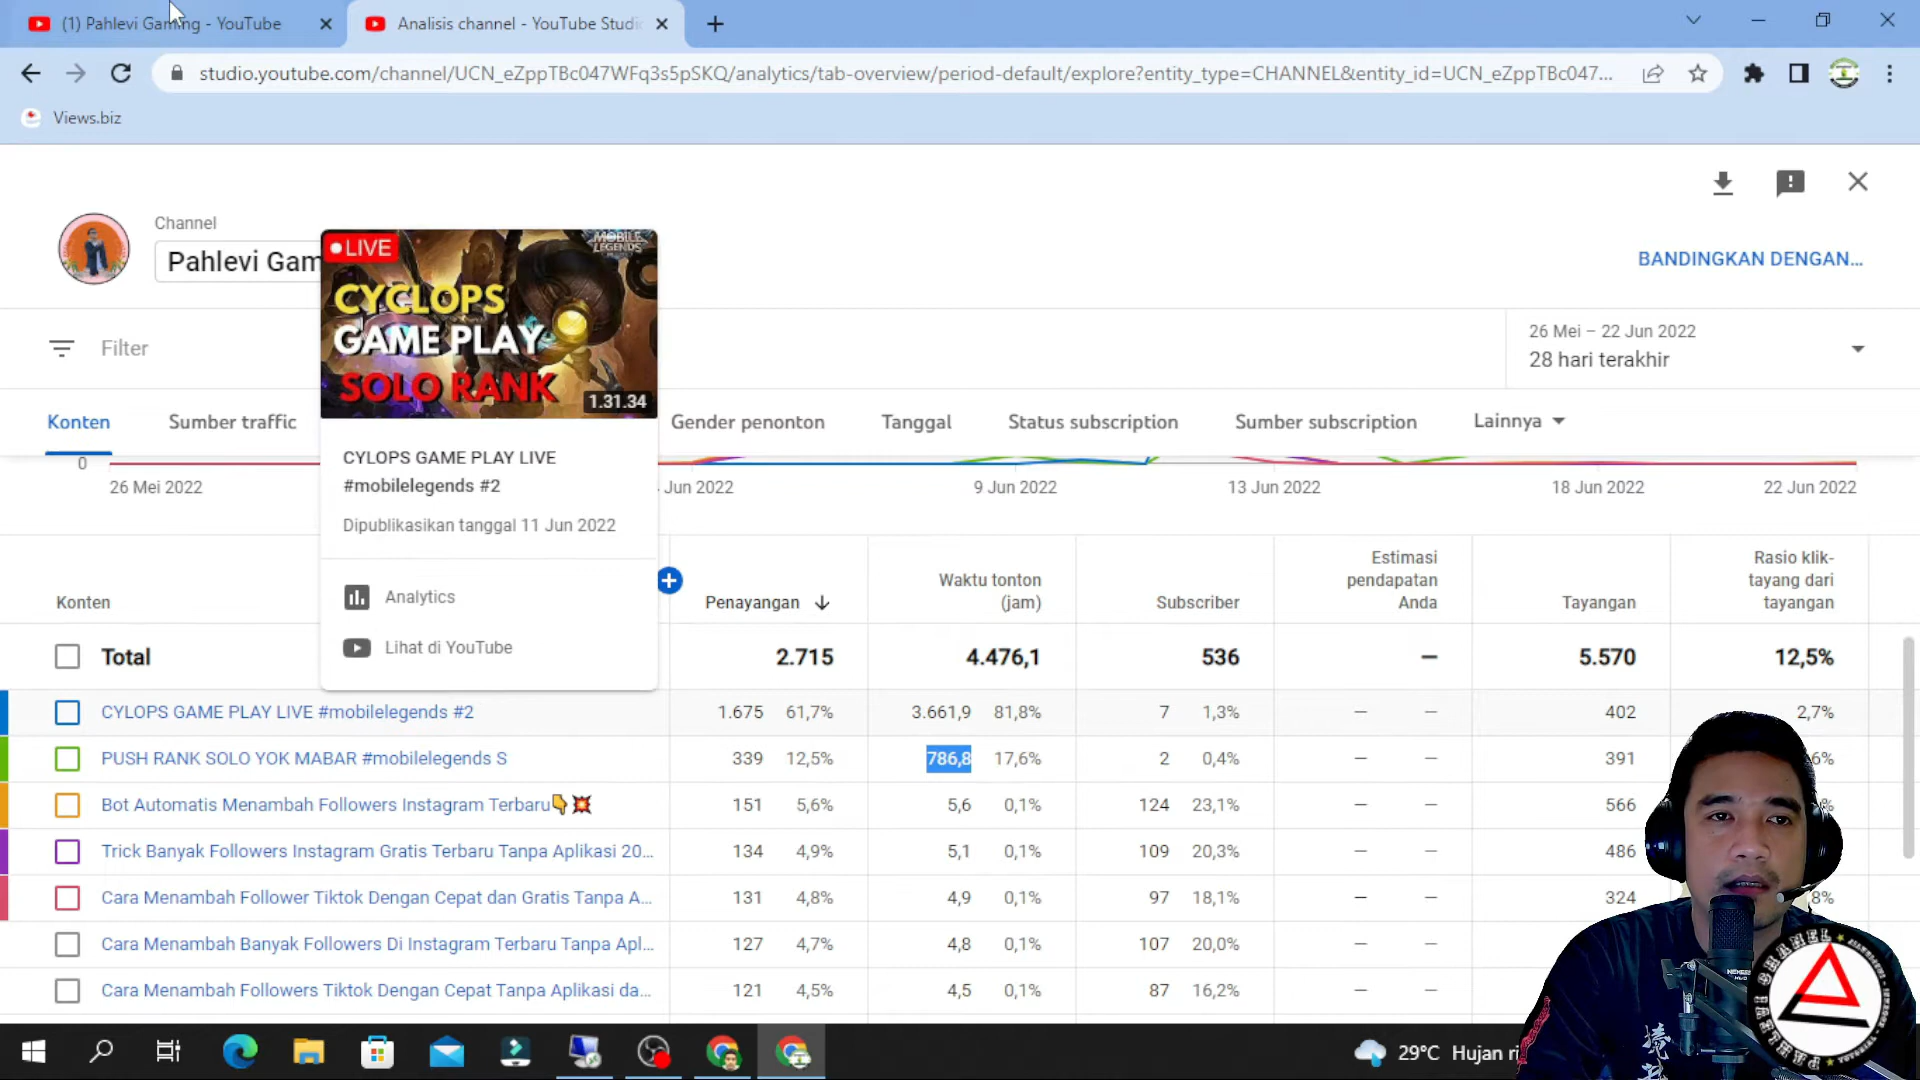 (1) Pahlevi Gaming - YouTube
Analisis channel - YouTube Studi
studio.youtube.com/channel/UCN_eZppTBc047WFq3s5pSKQ/analytics/tab-overview/period-default/explore?entity_type=CHANNEL&entity_id=UCN_eZppTBc047...
Views.biz
Channel
Pahlevi Gam
BANDINGKAN DENGAN...
Filter
26 Mei – 22 Jun 2022
28 hari terakhir
LIVE
MOBILE
LEGENDS
CYCLOPS
GAME PLAY
SOLO RANK
1.31.34
Konten
Sumber traffic
Gender penonton
Tanggal
Status subscription
Sumber subscription
Lainnya
CYLOPS GAME PLAY LIVE
#mobilelegends #2
Dipublikasikan tanggal 11 Jun 2022
Analytics
Lihat di YouTube
0
26 Mei 2022
Jun 2022
9 Jun 2022
13 Jun 2022
18 Jun 2022
22 Jun 2022
Konten
Penayangan
Waktu tonton
(jam)
Subscriber
Estimasi
pendapatan
Anda
Tayangan
Rasio klik-
tayang dari
tayangan
Total 2.715 4.476,1 536 — 5.570 12,5%
CYLOPS GAME PLAY LIVE #mobilelegends #2 1.675 61,7% 3.661,9 81,8% 7 1,3% — — 402 2,7%
PUSH RANK SOLO YOK MABAR #mobilelegends S 339 12,5% 786,8 17,6% 2 0,4% — — 391 6%
Bot Automatis Menambah Followers Instagram Terbaru👇💥 151 5,6% 5,6 0,1% 124 23,1% — — 566
Trick Banyak Followers Instagram Gratis Terbaru Tanpa Aplikasi 20... 134 4,9% 5,1 0,1% 109 20,3% — — 486
Cara Menambah Follower Tiktok Dengan Cepat dan Gratis Tanpa A... 131 4,8% 4,9 0,1% 97 18,1% — — 324 8%
Cara Menambah Banyak Followers Di Instagram Terbaru Tanpa Apl... 127 4,7% 4,8 0,1% 107 20,0% — —
Cara Menambah Followers Tiktok Dengan Cepat Tanpa Aplikasi da... 121 4,5% 4,5 0,1% 87 16,2% — —
29°C Hujan ri